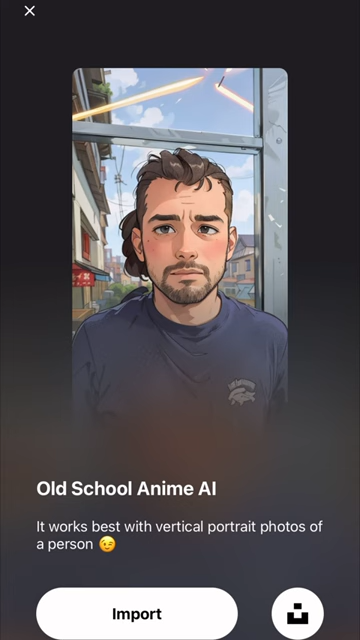 Old School Anime AI
It works best with vertical portrait photos of
a person 😉
Import